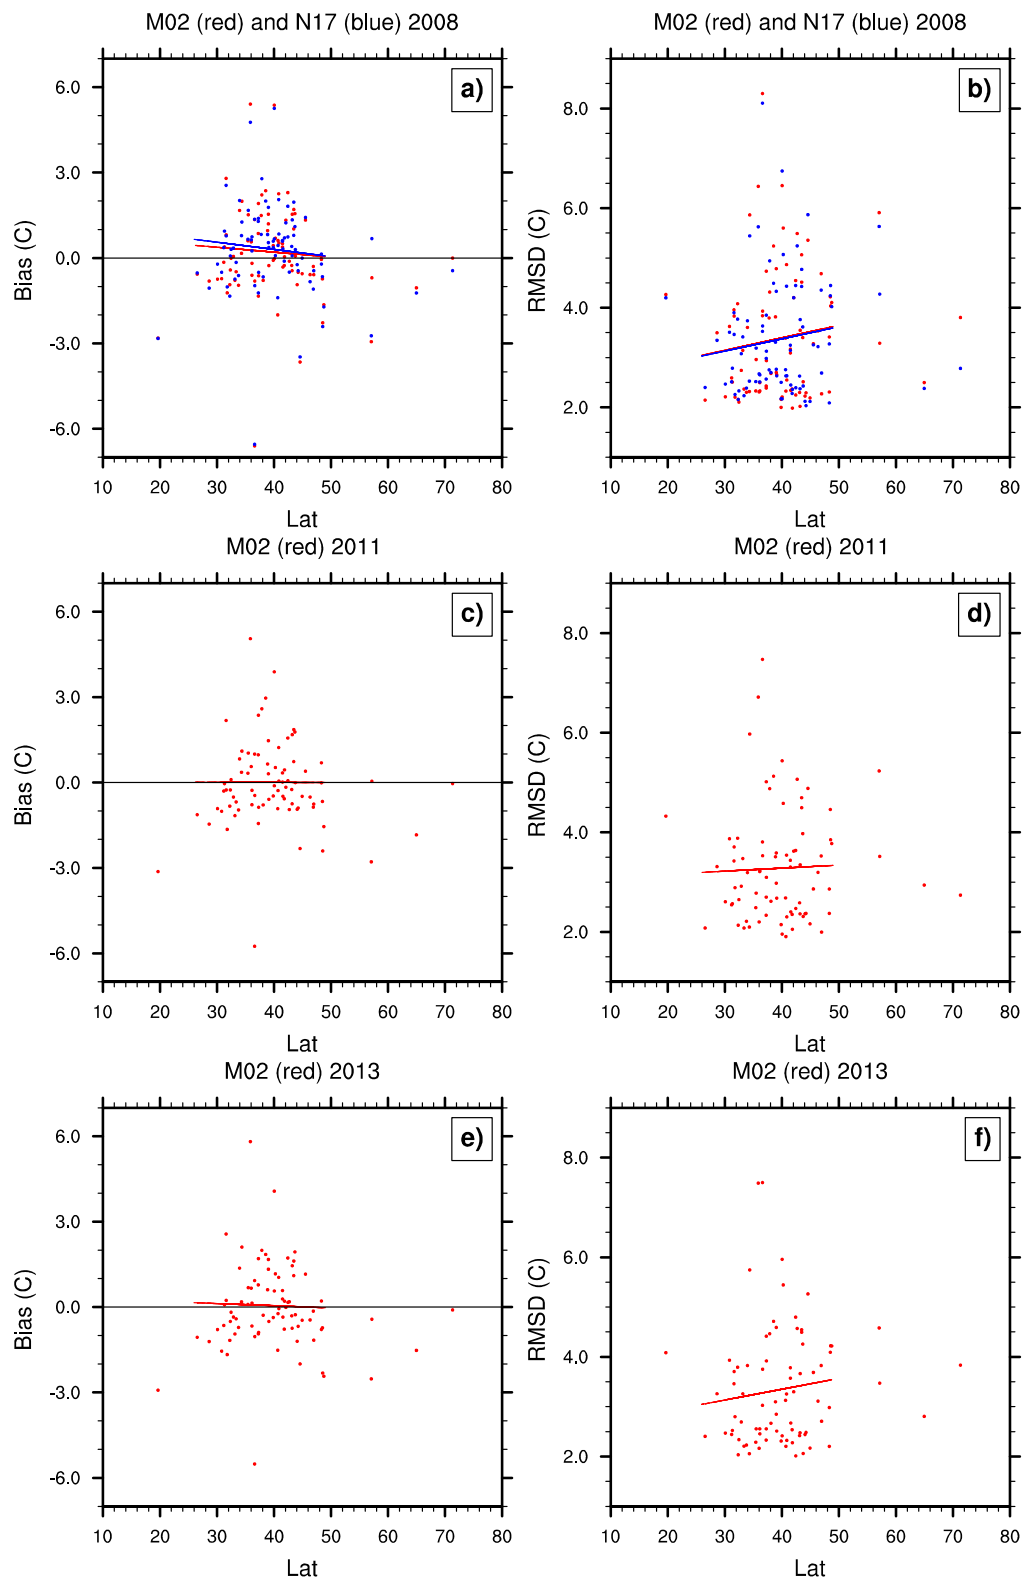 M02 (red) and N17 (blue) 2008
a)
6.0
3.0
0.0
-3.0
-6.0
Bias (C)
10 20 30 40 50 60 70 80
Lat
M02 (red) and N17 (blue) 2008
b)
8.0
6.0
4.0
2.0
RMSD (C)
10 20 30 40 50 60 70 80
Lat
M02 (red) 2011
c)
6.0
3.0
0.0
-3.0
-6.0
Bias (C)
10 20 30 40 50 60 70 80
Lat
M02 (red) 2011
d)
8.0
6.0
4.0
2.0
RMSD (C)
10 20 30 40 50 60 70 80
Lat
M02 (red) 2013
e)
6.0
3.0
0.0
-3.0
-6.0
Bias (C)
10 20 30 40 50 60 70 80
Lat
M02 (red) 2013
f)
8.0
6.0
4.0
2.0
RMSD (C)
10 20 30 40 50 60 70 80
Lat